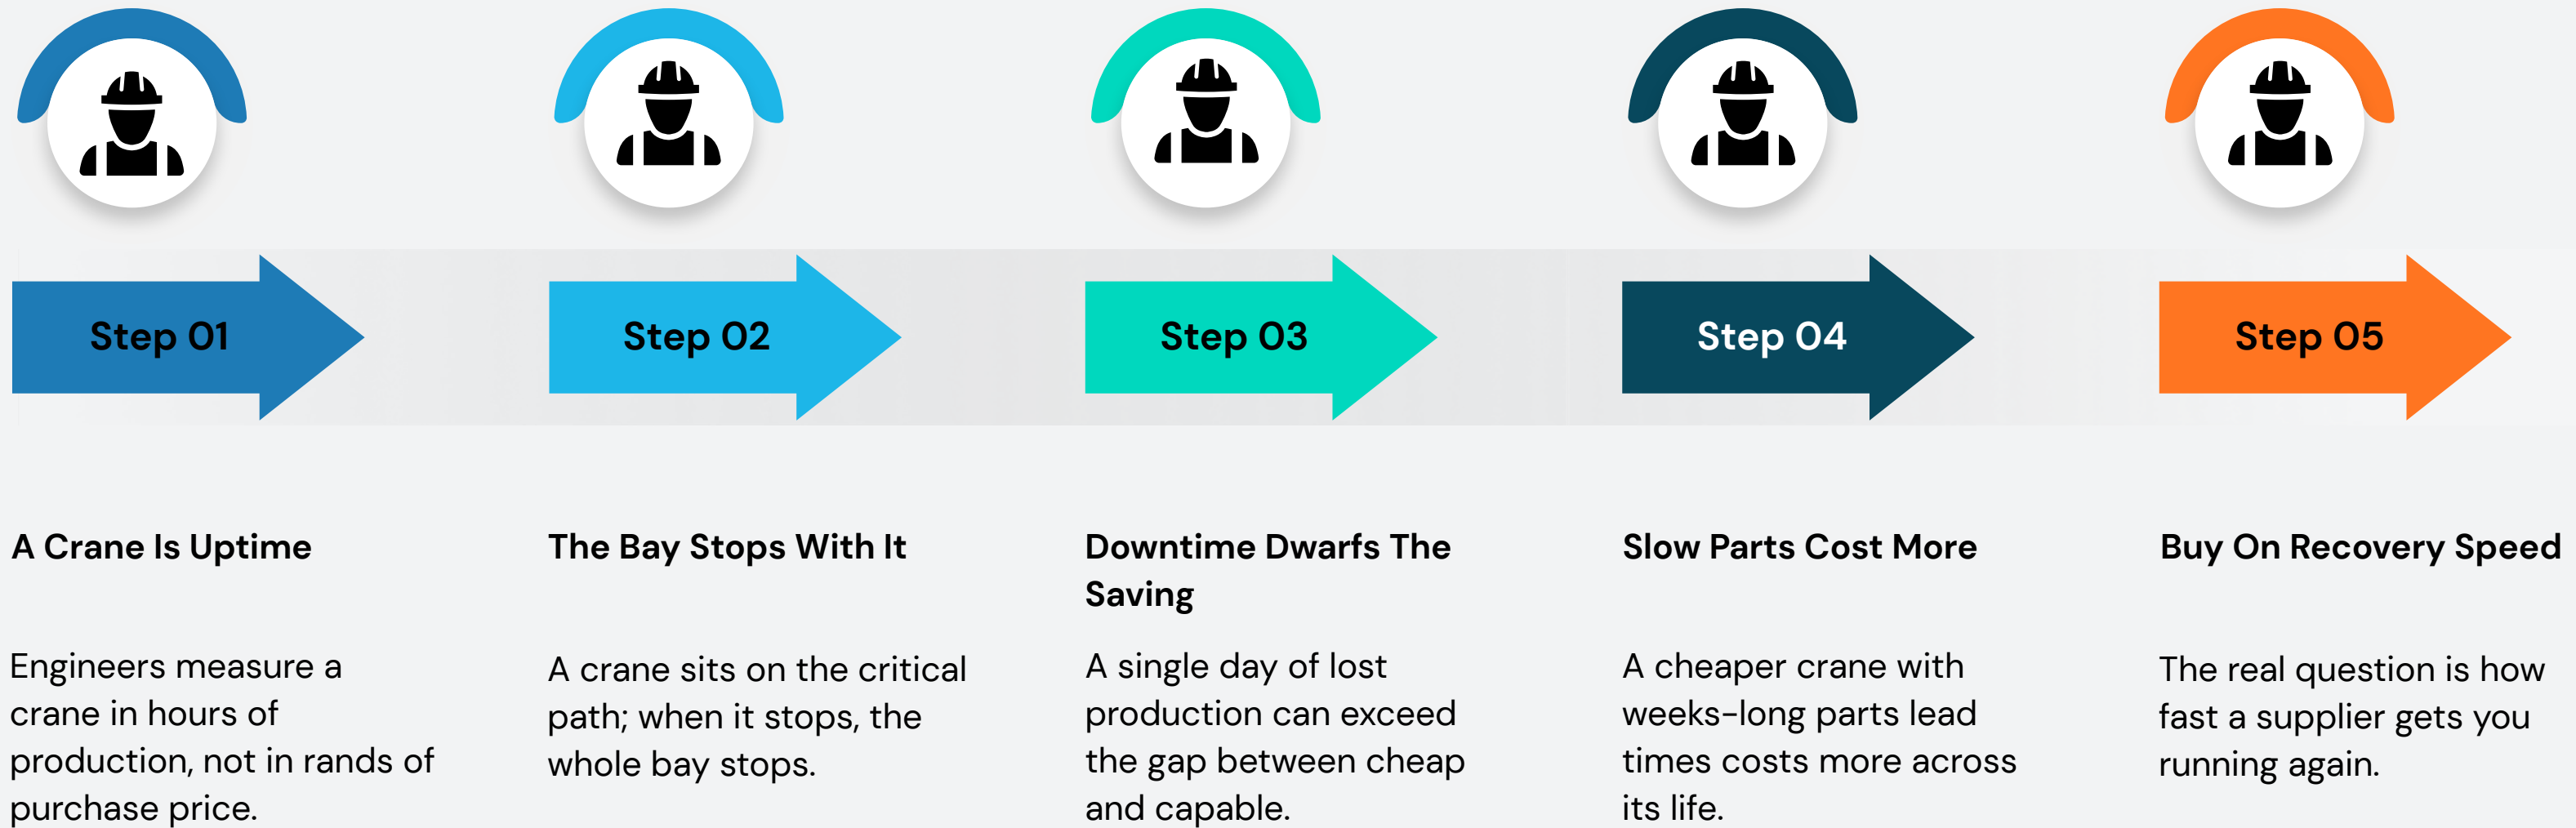 Step 01
Step 02
Step 03
Step 04
Step 05
A Crane Is Uptime
Engineers measure a
crane in hours of
production, not in rands of
purchase price.
The Bay Stops With It
A crane sits on the critical
path; when it stops, the
whole bay stops.
Downtime Dwarfs The
Saving
A single day of lost
production can exceed
the gap between cheap
and capable.
Slow Parts Cost More
A cheaper crane with
weeks-long parts lead
times costs more across
its life.
Buy On Recovery Speed
The real question is how
fast a supplier gets you
running again.